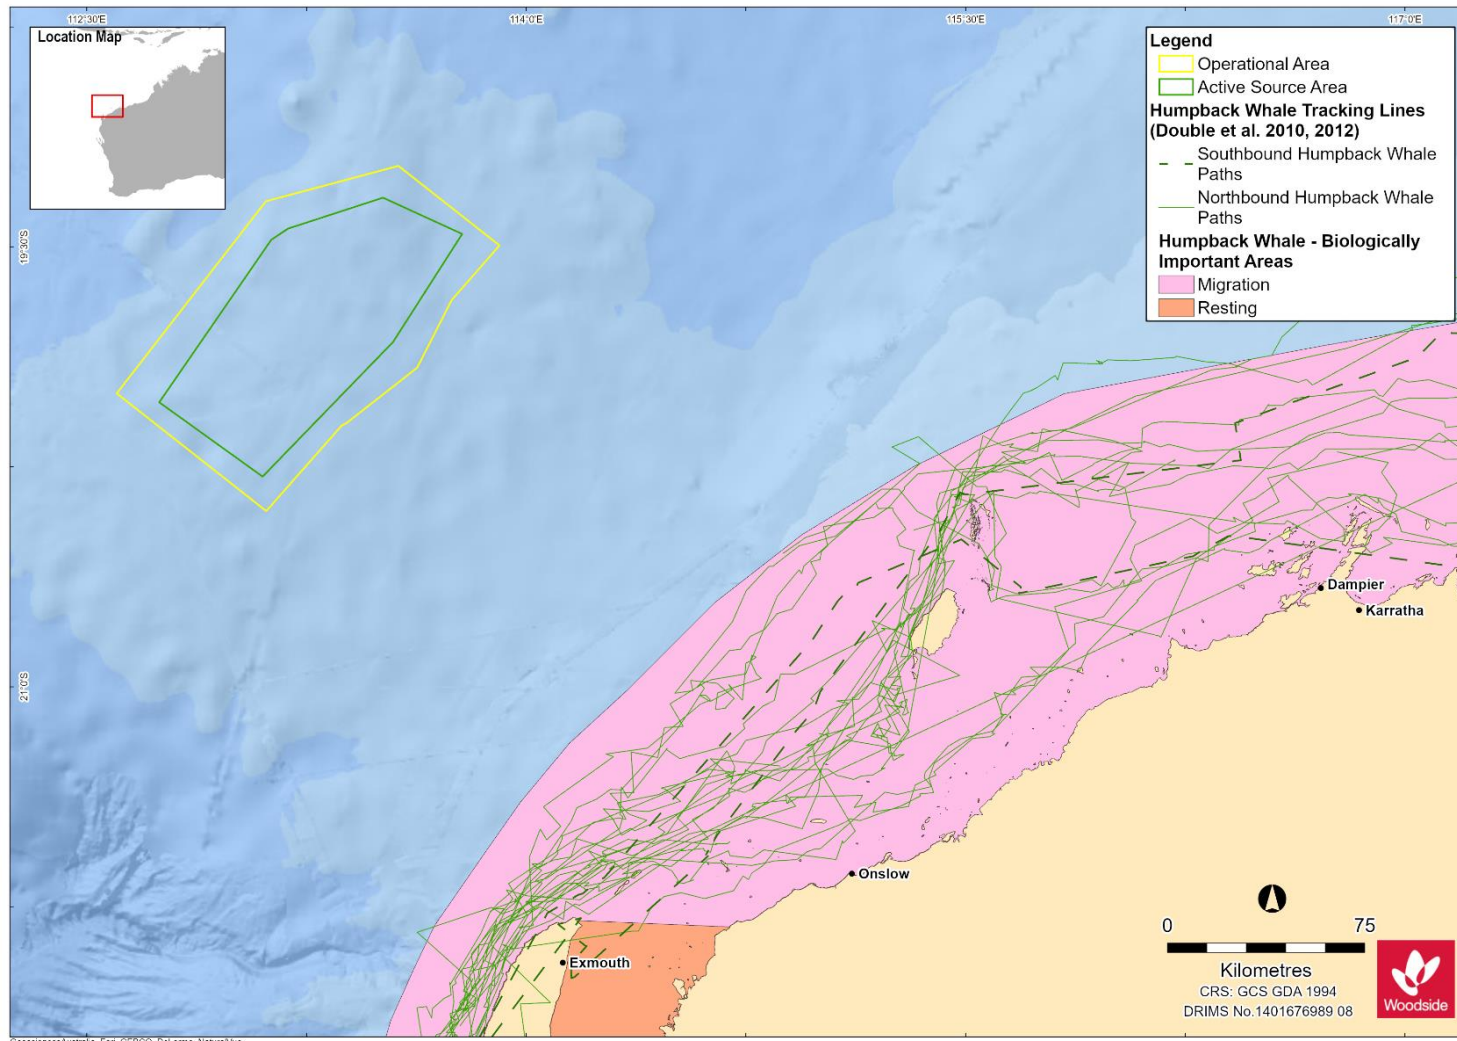 112°30'E
114°0'E
115°30'E
117°0'E
Location Map
Legend
Operational Area
Active Source Area
Humpback Whale Tracking Lines
(Double et al. 2010, 2012)
Southbound Humpback Whale
Paths
Northbound Humpback Whale
Paths
Humpback Whale - Biologically
Important Areas
Migration
Resting
19°30'S
Dampier
Karratha
21°0'S
Onslow
Exmouth
0
75
Kilometres
CRS: GCS GDA 1994
DRIMS No.1401676989 08
Woodside